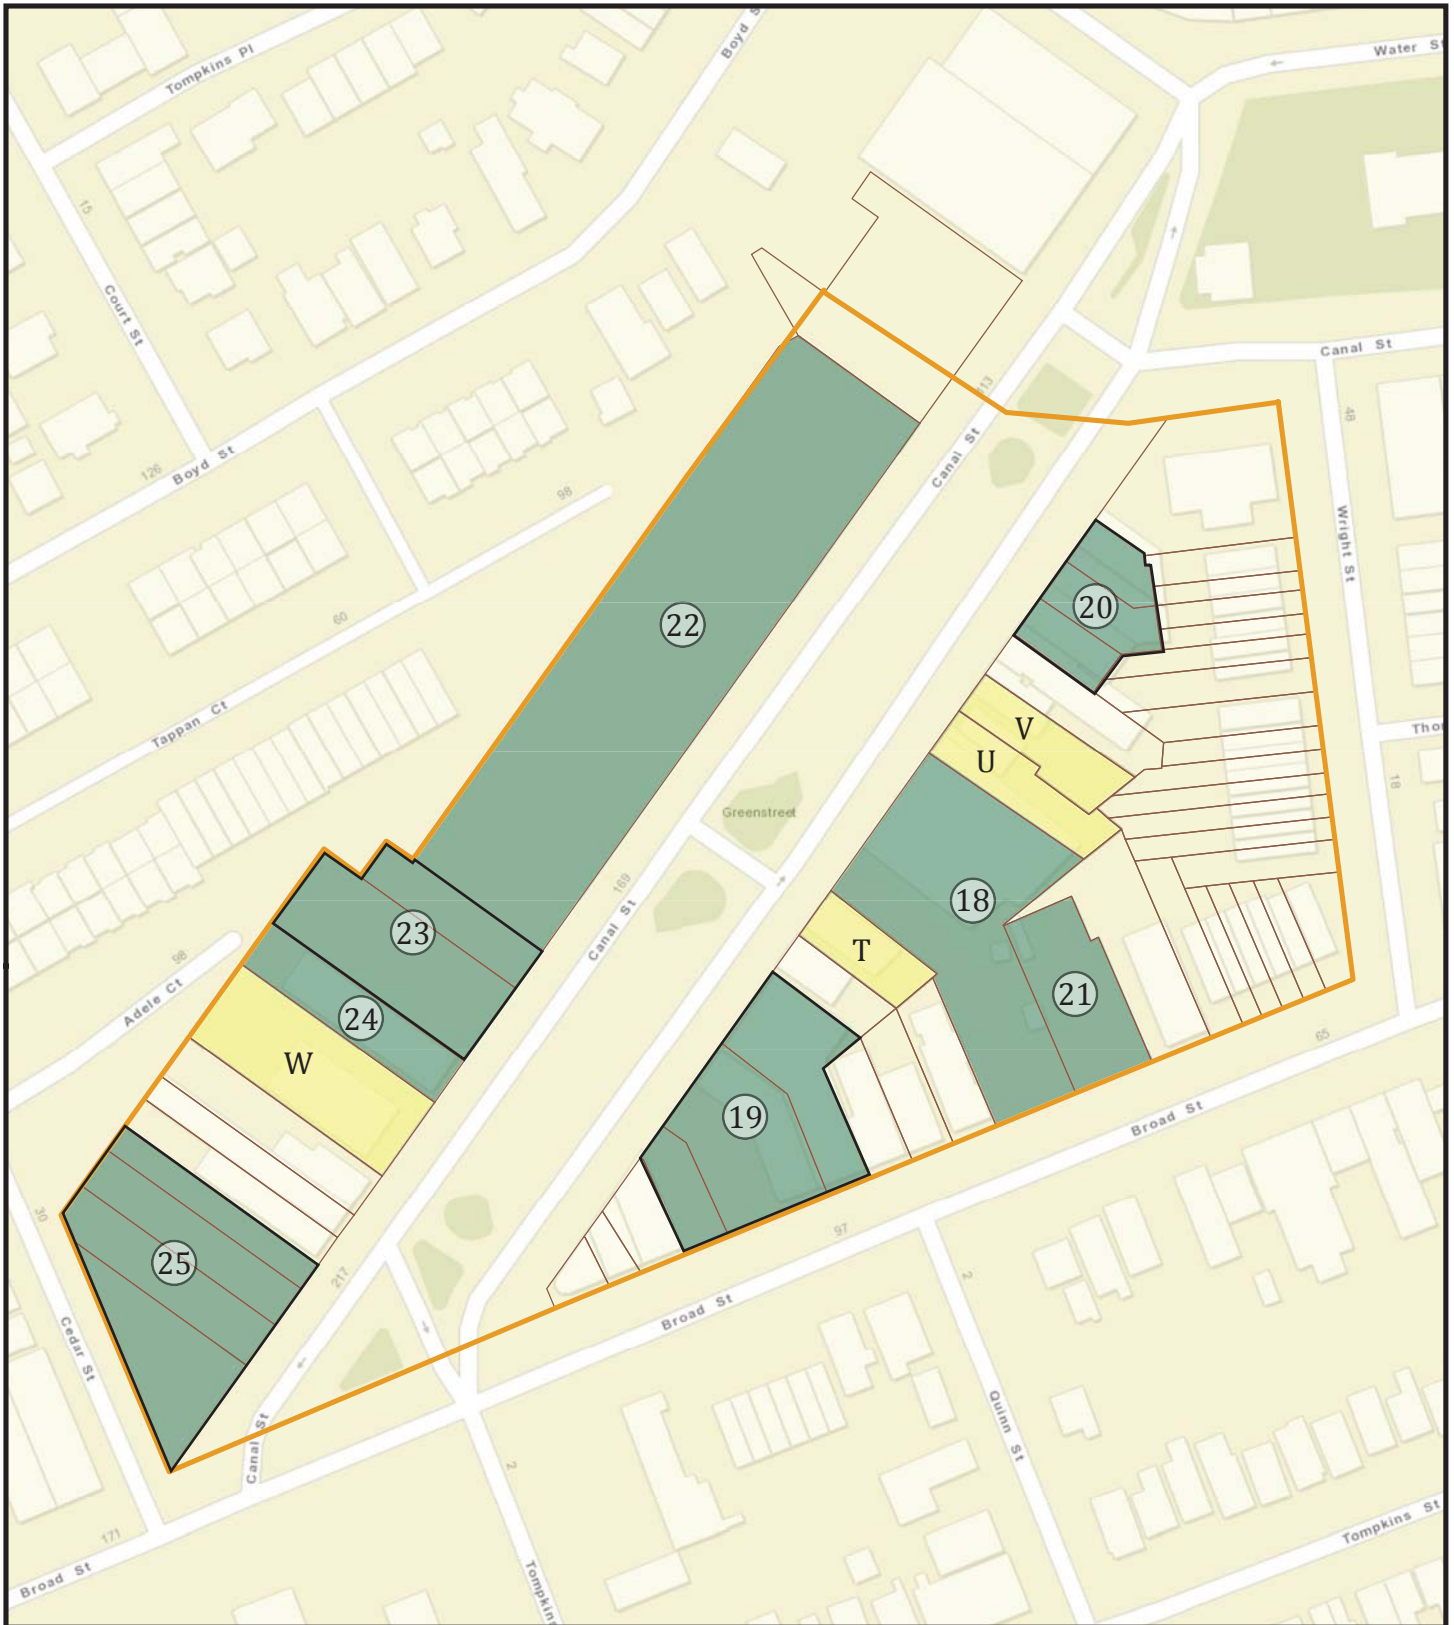 Tompkins Pl
Boyd S
Water St
15
Court St
Canal St
313
48
Canal St
Boyd St
126
98
Wright St
22
20
60
Tappan Ct
V
U
Thor
18
Greenstreet
169
18
23
Canal St
T
98
21
Adele Ct
24
W
65
19
Broad St
30
97
25
217
2
Broad St
Cedar St
Canal St
Quinn St
2
171
Tompkins St
Broad St
Tompkins